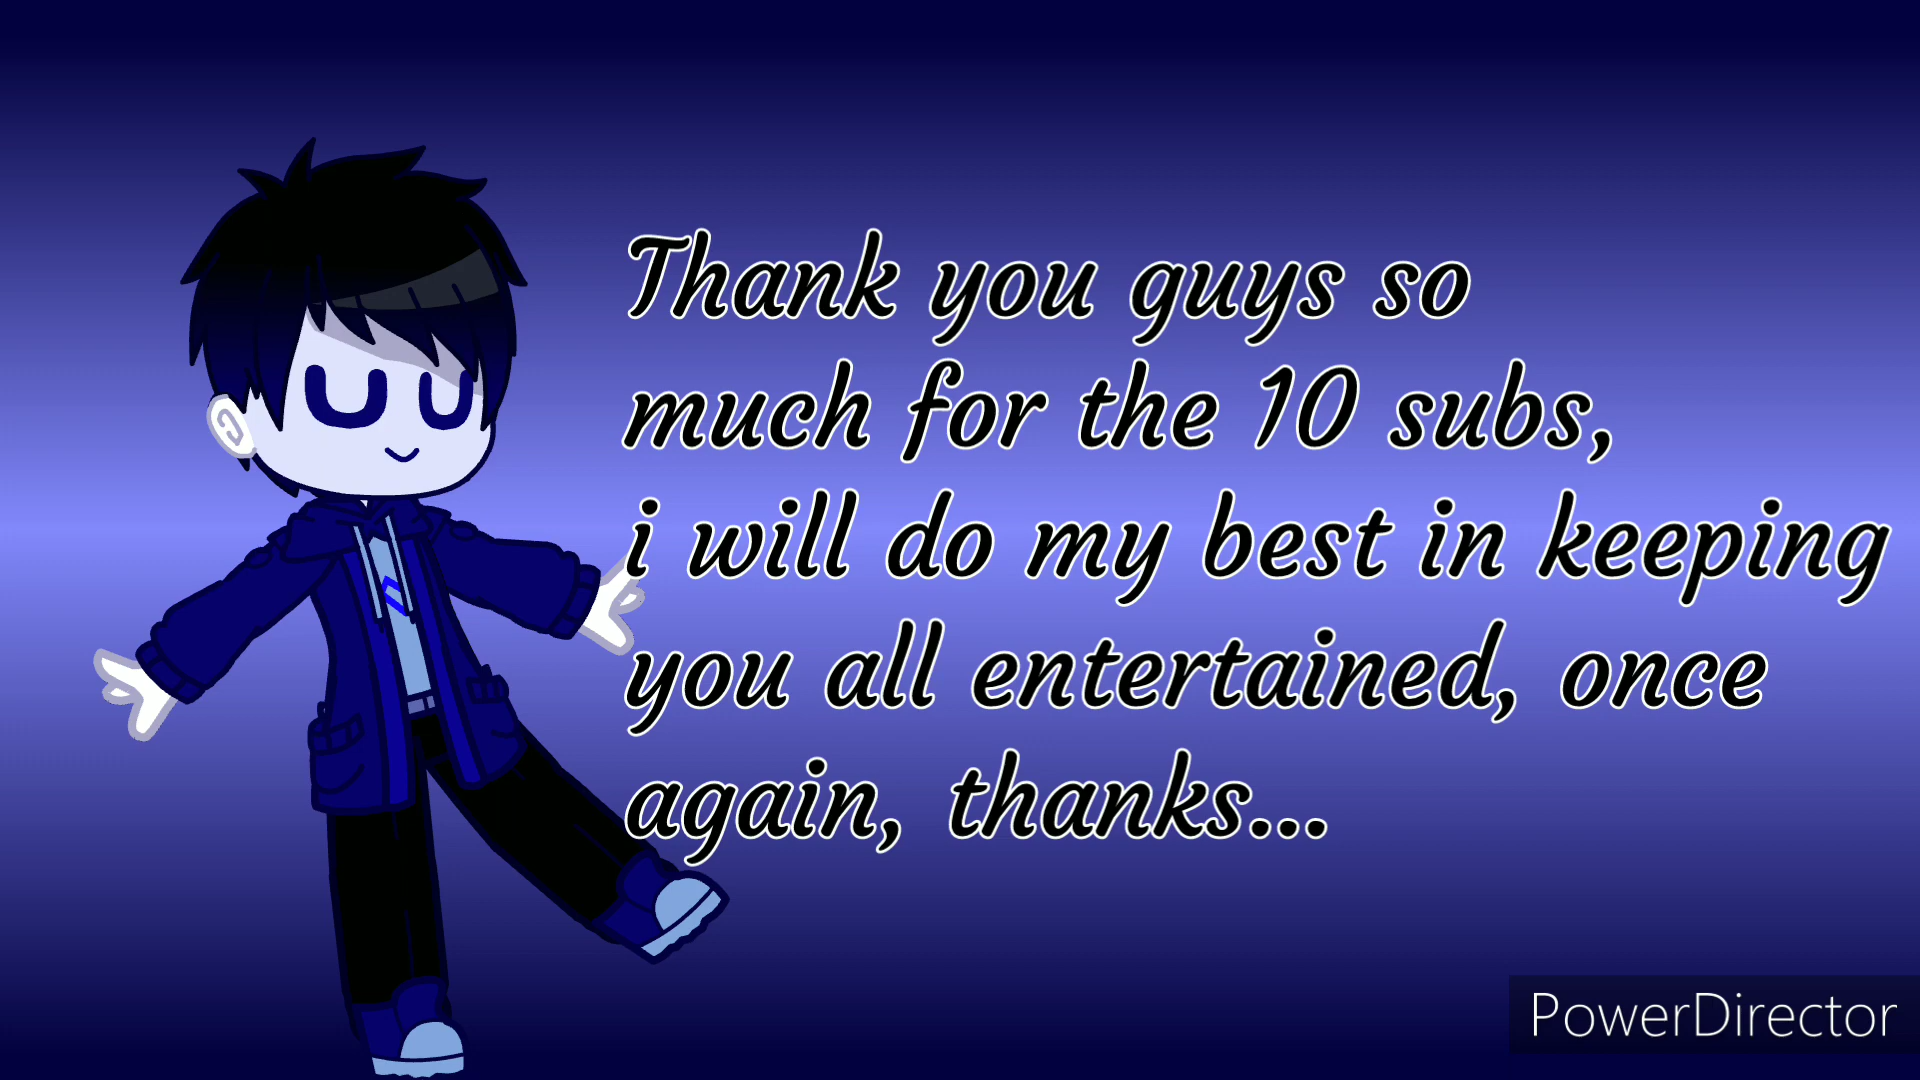 Thank you guys so
much for the 10 subs,
i will do my best in keeping
you all entertained, once
again, thanks...
PowerDirector